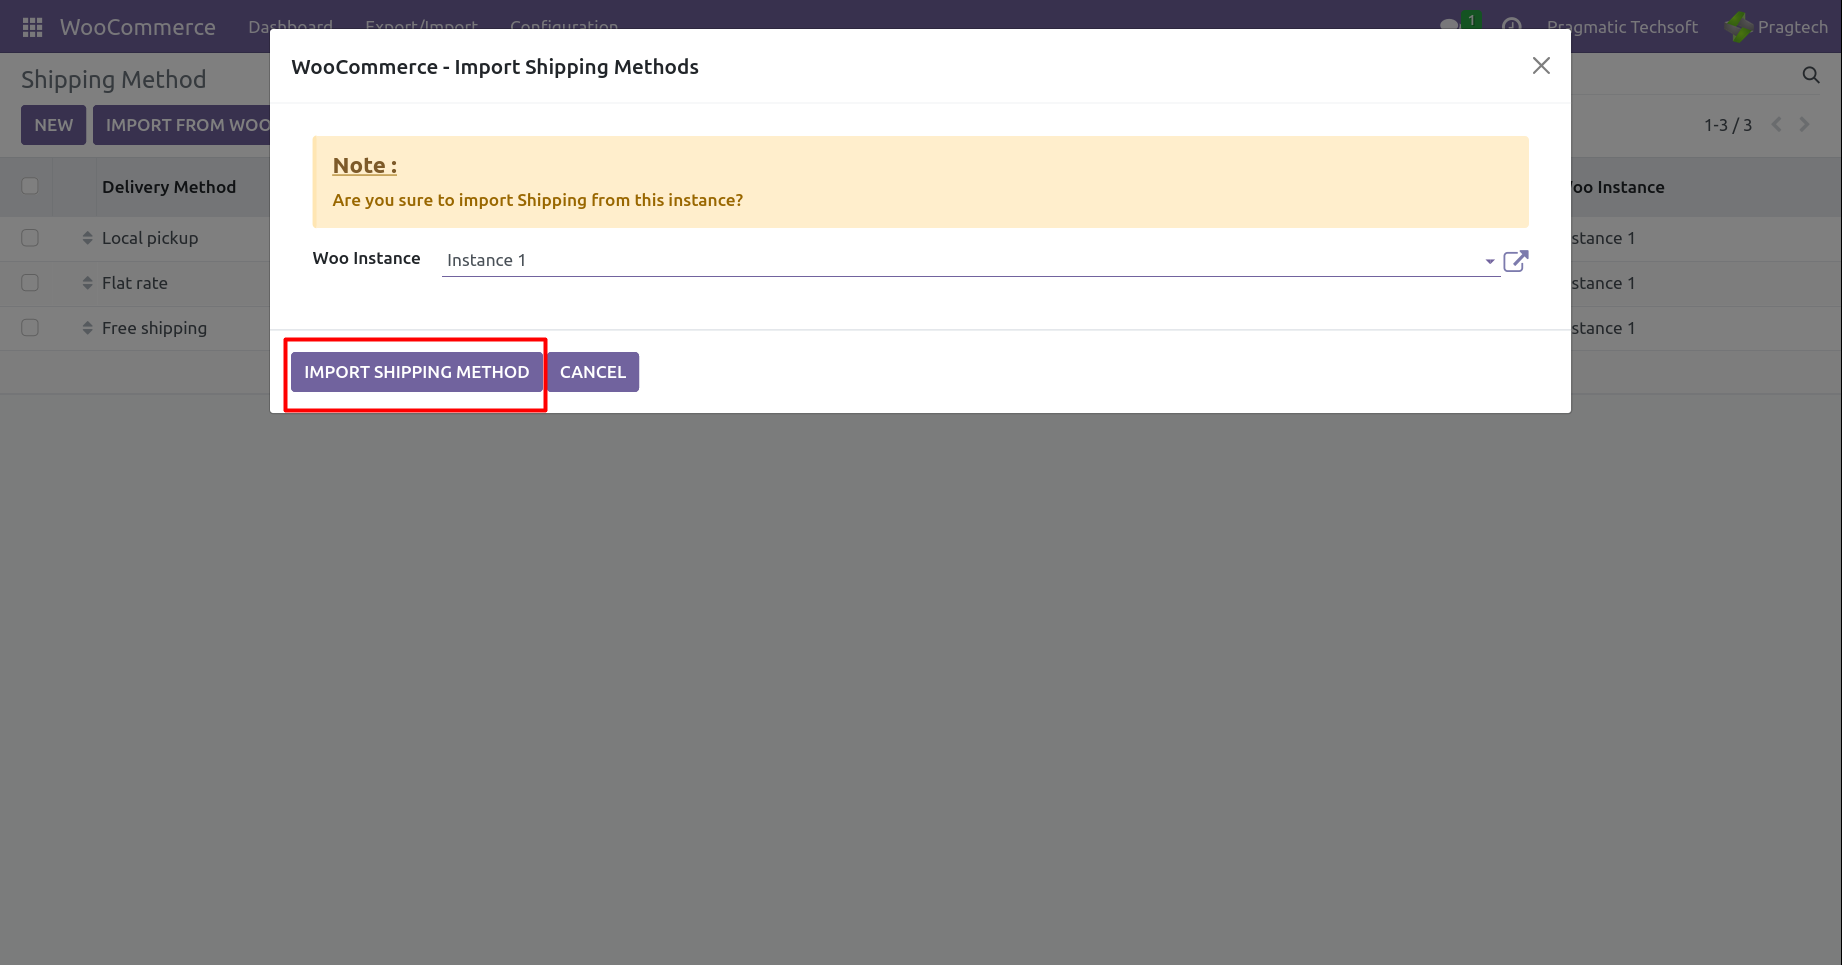 WooCommerce Dashboard Export/Import Configuration 1 Pragmatic Techsoft Pragtech
WooCommerce - Import Shipping Methods
Shipping Method
NEW IMPORT FROM WOO 1-3 / 3
Note :
Are you sure to import Shipping from this instance?
Delivery Method oo Instance
Local pickup stance 1
Woo Instance Instance 1
Flat rate stance 1
Free shipping stance 1
IMPORT SHIPPING METHOD CANCEL